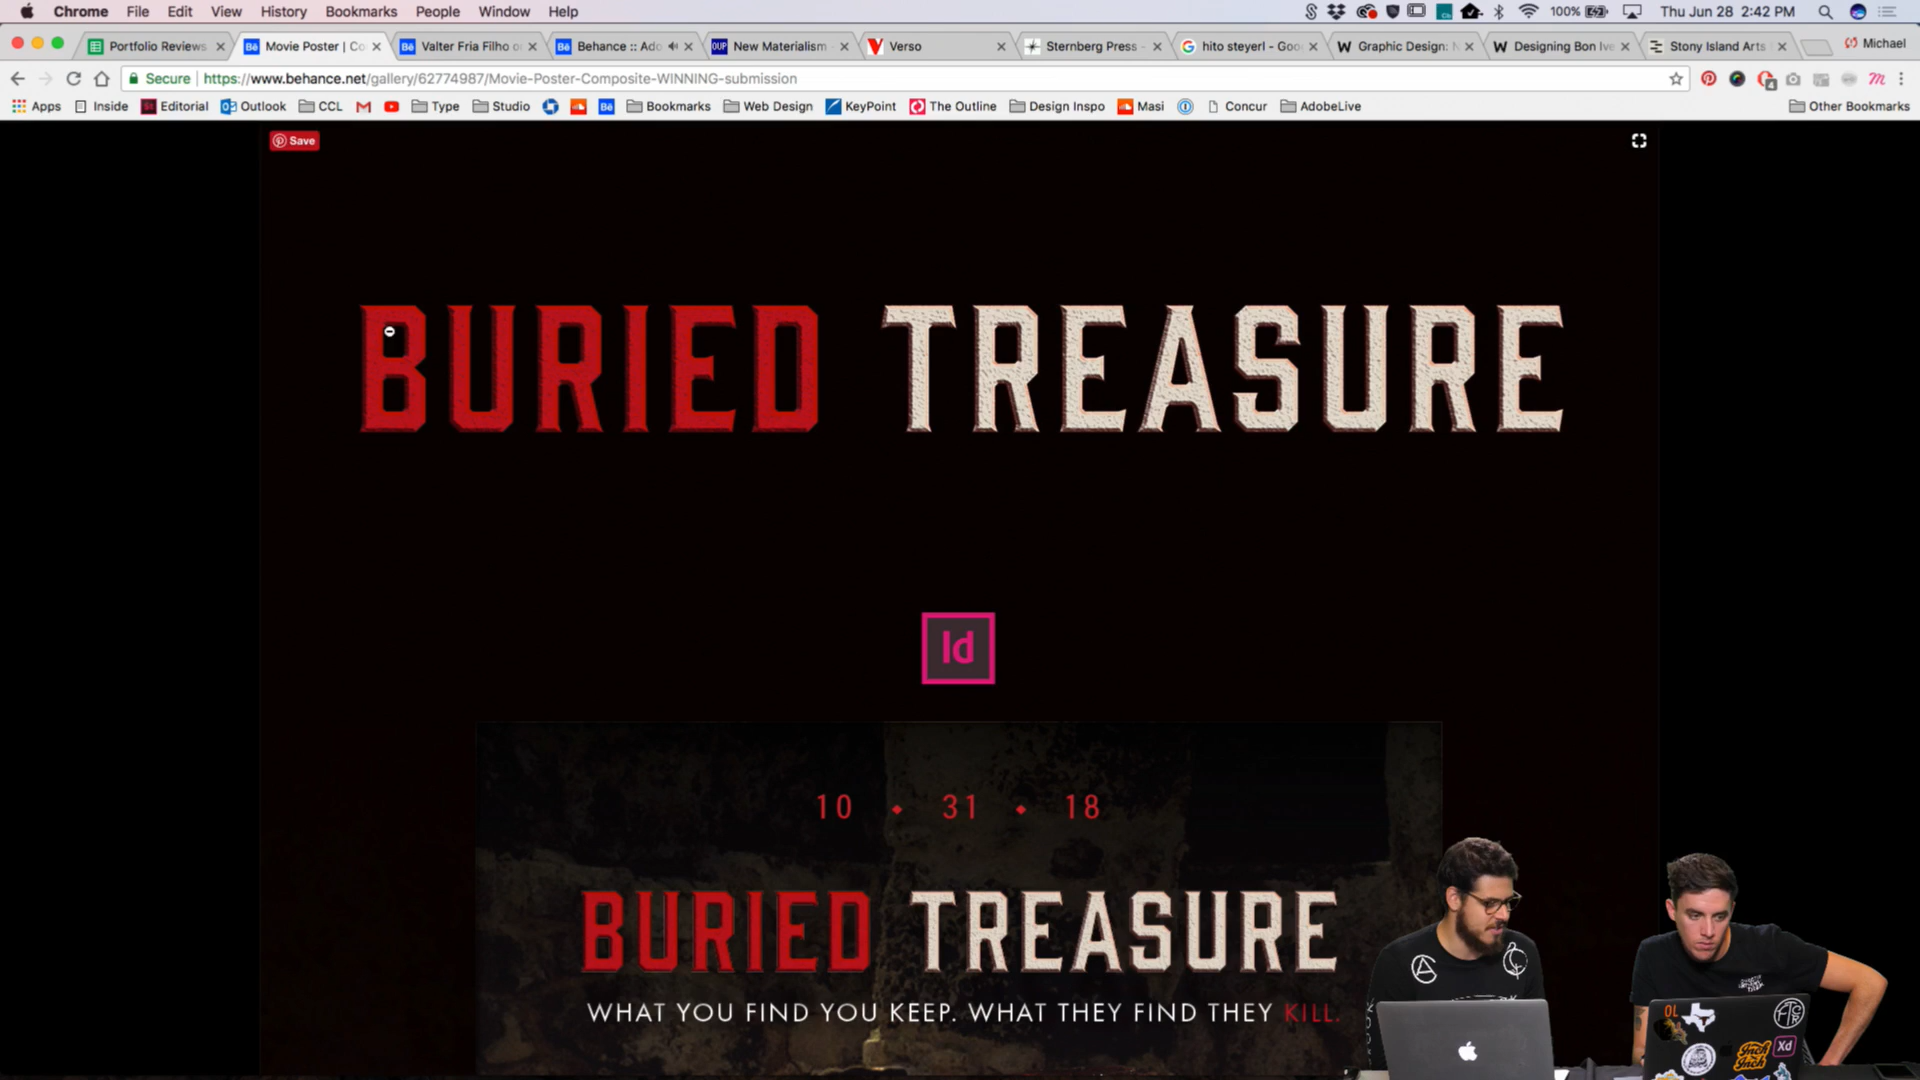 Chrome File Edit View History Bookmarks People Window Help 100% Thu Jun 28 2:42 PM
Portfolio Reviews Movie Poster | Co Valter Fria Filho o Behance :: Ado New Materialism Verso Sternberg Press - hito steyerl - Goo Graphic Design: Designing Bon Ive Stony Island Arts Michael
Secure https://www.behance.net/gallery/62774987/Movie-Poster-Composite-WINNING-submission
Apps Inside Editorial Outlook CCL Type Studio Bookmarks Web Design KeyPoint The Outline Design Inspo Masi Concur AdobeLive Other Bookmarks
Save
BURIED TREASURE
Id
10 • 31 • 18
BURIED TREASURE
WHAT YOU FIND YOU KEEP. WHAT THEY FIND THEY KILL.
Xd